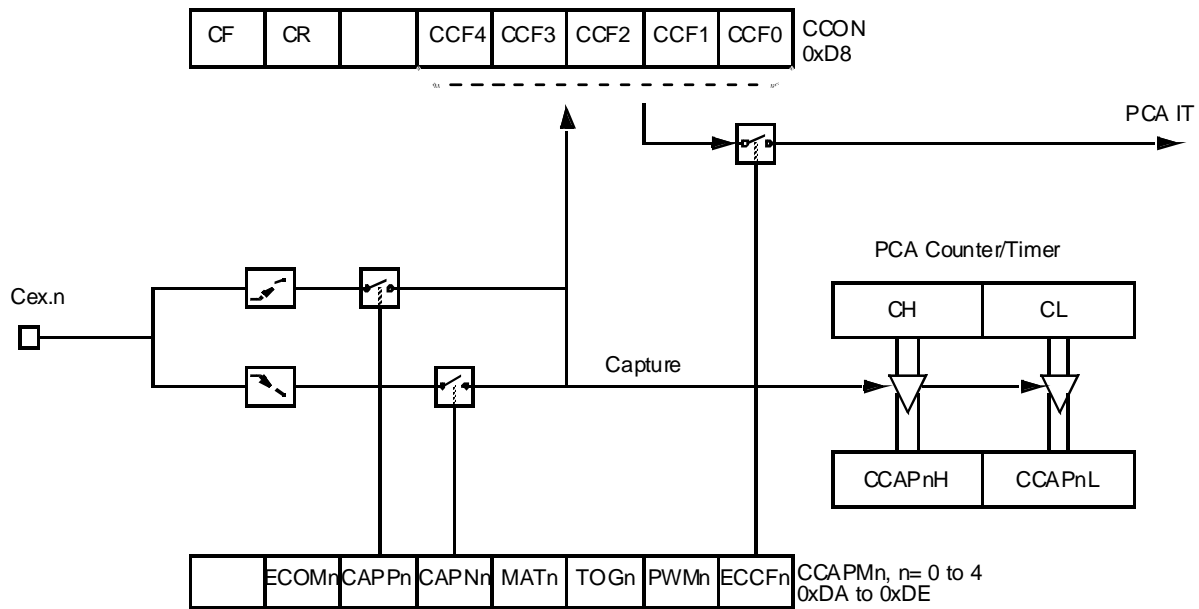 CF CR CCF4 CCF3 CCF2 CCF1 CCF0 CCON
0xD8
PCA IT
PCA Counter/Timer
Cex.n
CH CL
Capture
CCAPnH CCAPnL
ECOMn CAPPn CAPNn MATn TOGn PWMn ECCFn CCAPMn, n= 0 to 4
0xDA to 0xDE